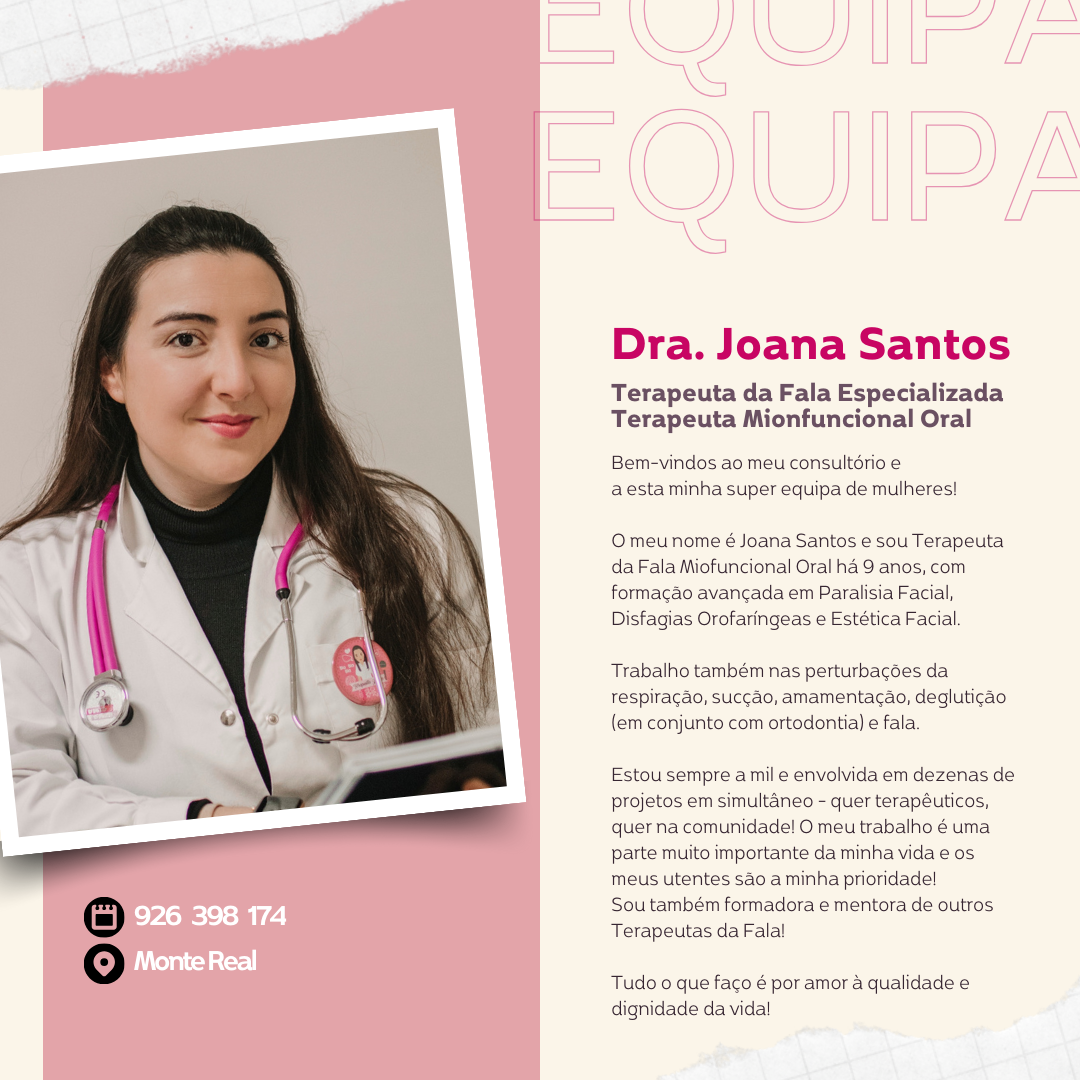 EQUIPA
EQUIPA
Dra. Joana Santos
Terapeuta da Fala Especializada
Terapeuta Mionfuncional Oral
Bem-vindos ao meu consultório e
a esta minha super equipa de mulheres!
O meu nome é Joana Santos e sou Terapeuta
da Fala Miofuncional Oral há 9 anos, com
formação avançada em Paralisia Facial,
Disfagias Orofaríngeas e Estética Facial.
Trabalho também nas perturbações da
respiração, sucção, amamentação, deglutição
(em conjunto com ortodontia) e fala.
Estou sempre a mil e envolvida em dezenas de
projetos em simultâneo - quer terapêuticos,
quer na comunidade! O meu trabalho é uma
parte muito importante da minha vida e os
meus utentes são a minha prioridade!
Sou também formadora e mentora de outros
Terapeutas da Fala!
Tudo o que faço é por amor à qualidade e
dignidade da vida!
926 398 174
Monte Real